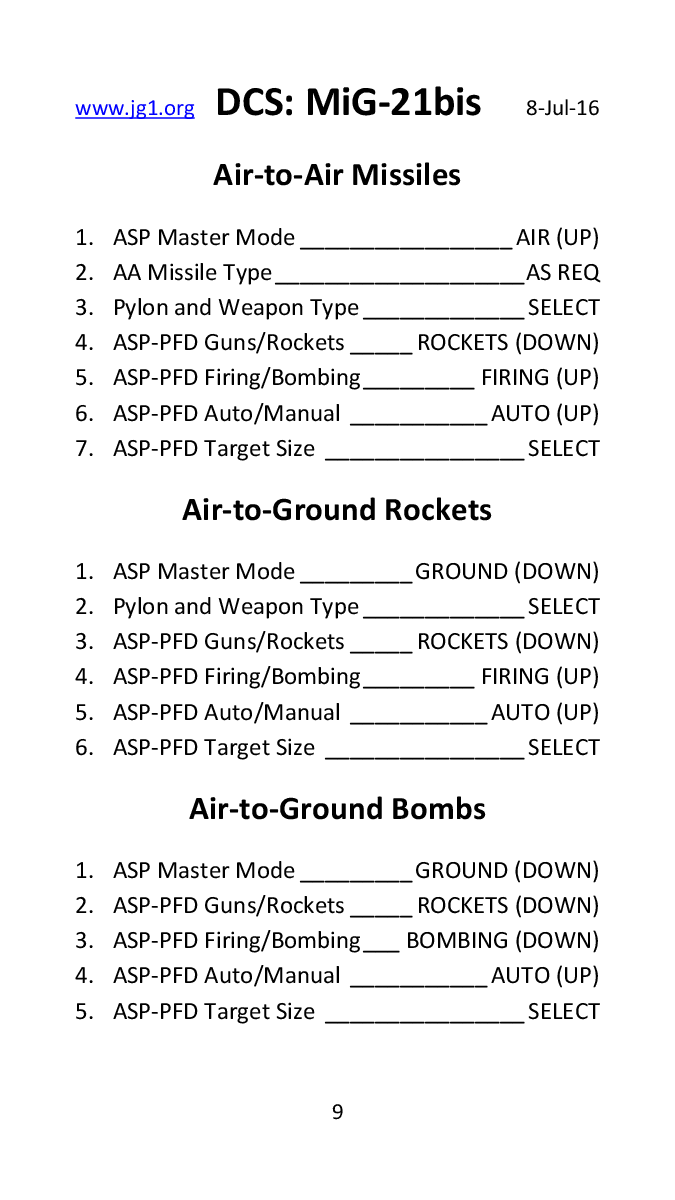 www.jg1.org DCS: MiG-21bis 8-Jul-16
Air-to-Air Missiles
1. ASP Master Mode _________________ AIR (UP)
2. AA Missile Type ____________________ AS REQ
3. Pylon and Weapon Type _____________ SELECT
4. ASP-PFD Guns/Rockets _____ ROCKETS (DOWN)
5. ASP-PFD Firing/Bombing _________ FIRING (UP)
6. ASP-PFD Auto/Manual ___________ AUTO (UP)
7. ASP-PFD Target Size ________________ SELECT
Air-to-Ground Rockets
1. ASP Master Mode _________ GROUND (DOWN)
2. Pylon and Weapon Type _____________ SELECT
3. ASP-PFD Guns/Rockets _____ ROCKETS (DOWN)
4. ASP-PFD Firing/Bombing _________ FIRING (UP)
5. ASP-PFD Auto/Manual ___________ AUTO (UP)
6. ASP-PFD Target Size ________________ SELECT
Air-to-Ground Bombs
1. ASP Master Mode _________ GROUND (DOWN)
2. ASP-PFD Guns/Rockets _____ ROCKETS (DOWN)
3. ASP-PFD Firing/Bombing ___ BOMBING (DOWN)
4. ASP-PFD Auto/Manual ___________ AUTO (UP)
5. ASP-PFD Target Size ________________ SELECT
9